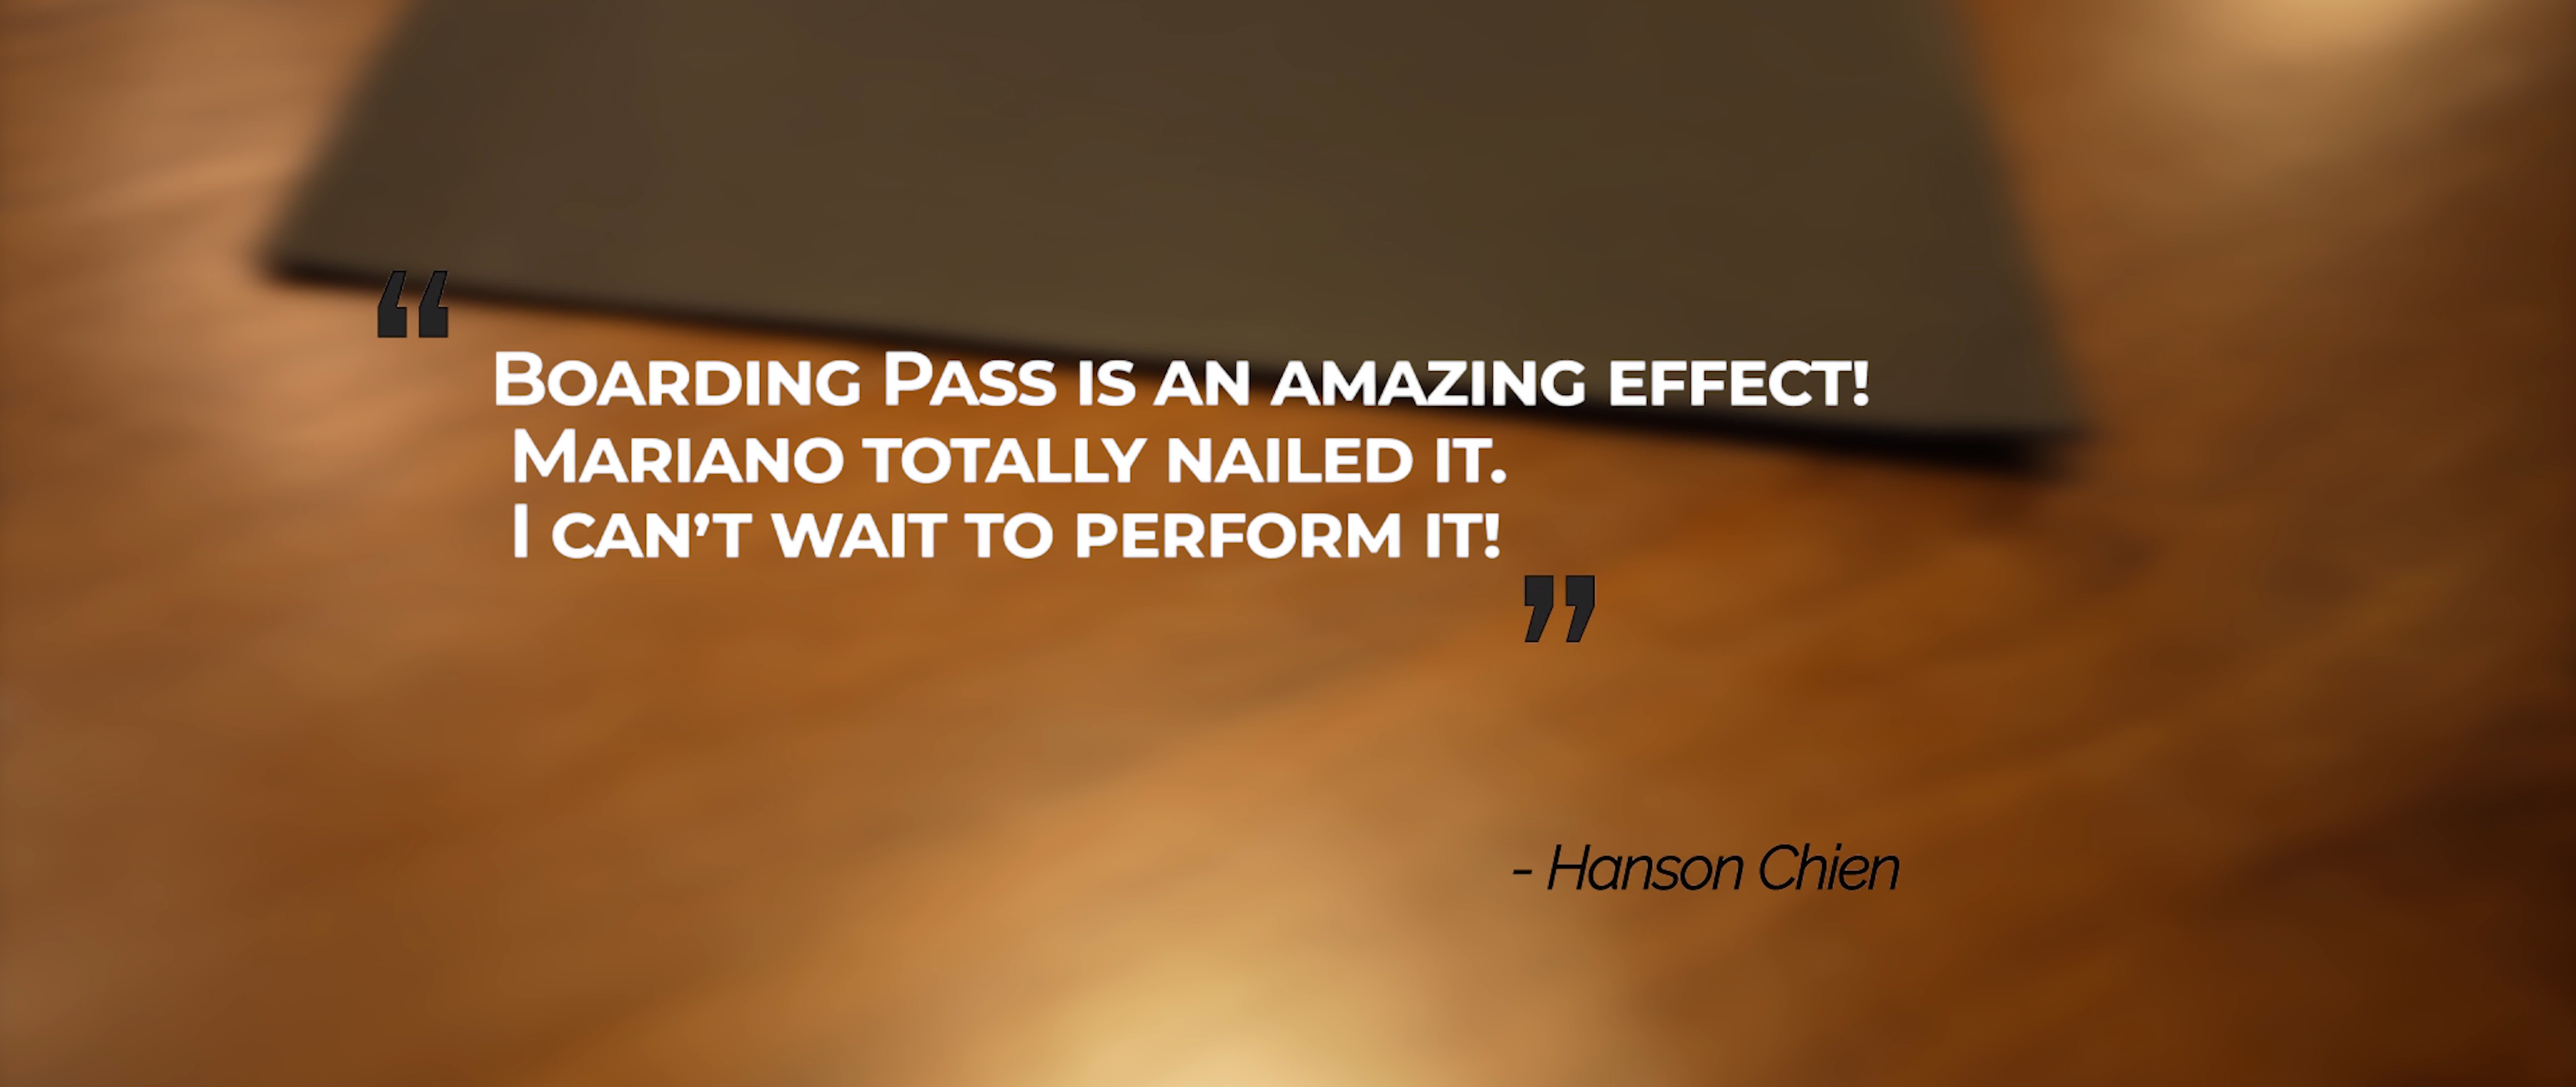 “
Boarding Pass is an amazing effect!
Mariano totally nailed it.
I can’t wait to perform it!
”
- Hanson Chien